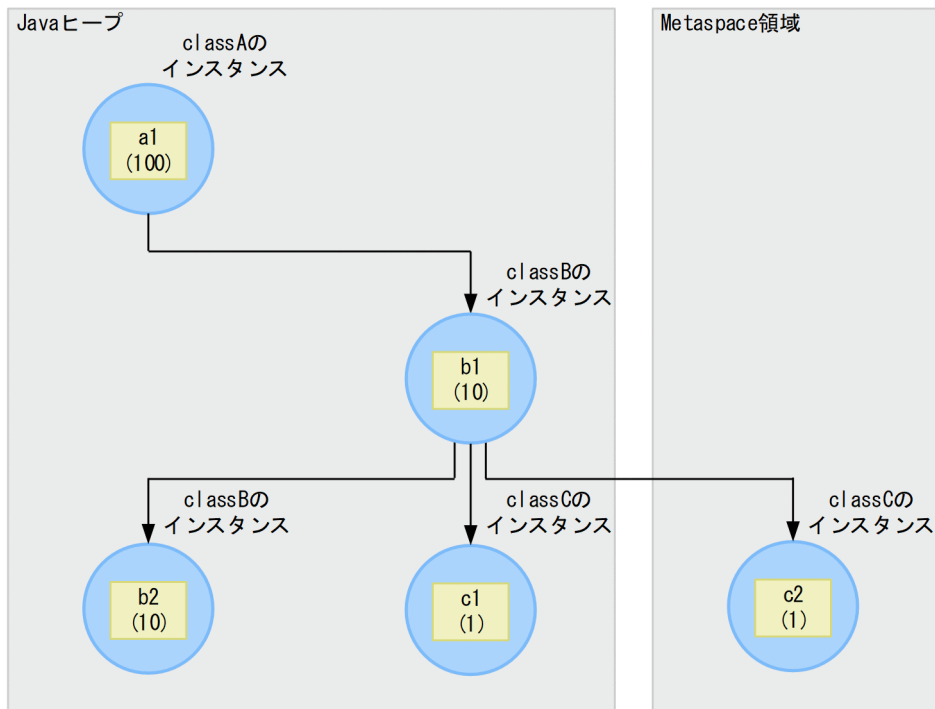 Javaヒープ
Metaspace領域
classAの
インスタンス
a1
(100)
classBの
インスタンス
b1
(10)
classBの
インスタンス
classCの
インスタンス
classCの
インスタンス
b2
(10)
c1
(1)
c2
(1)